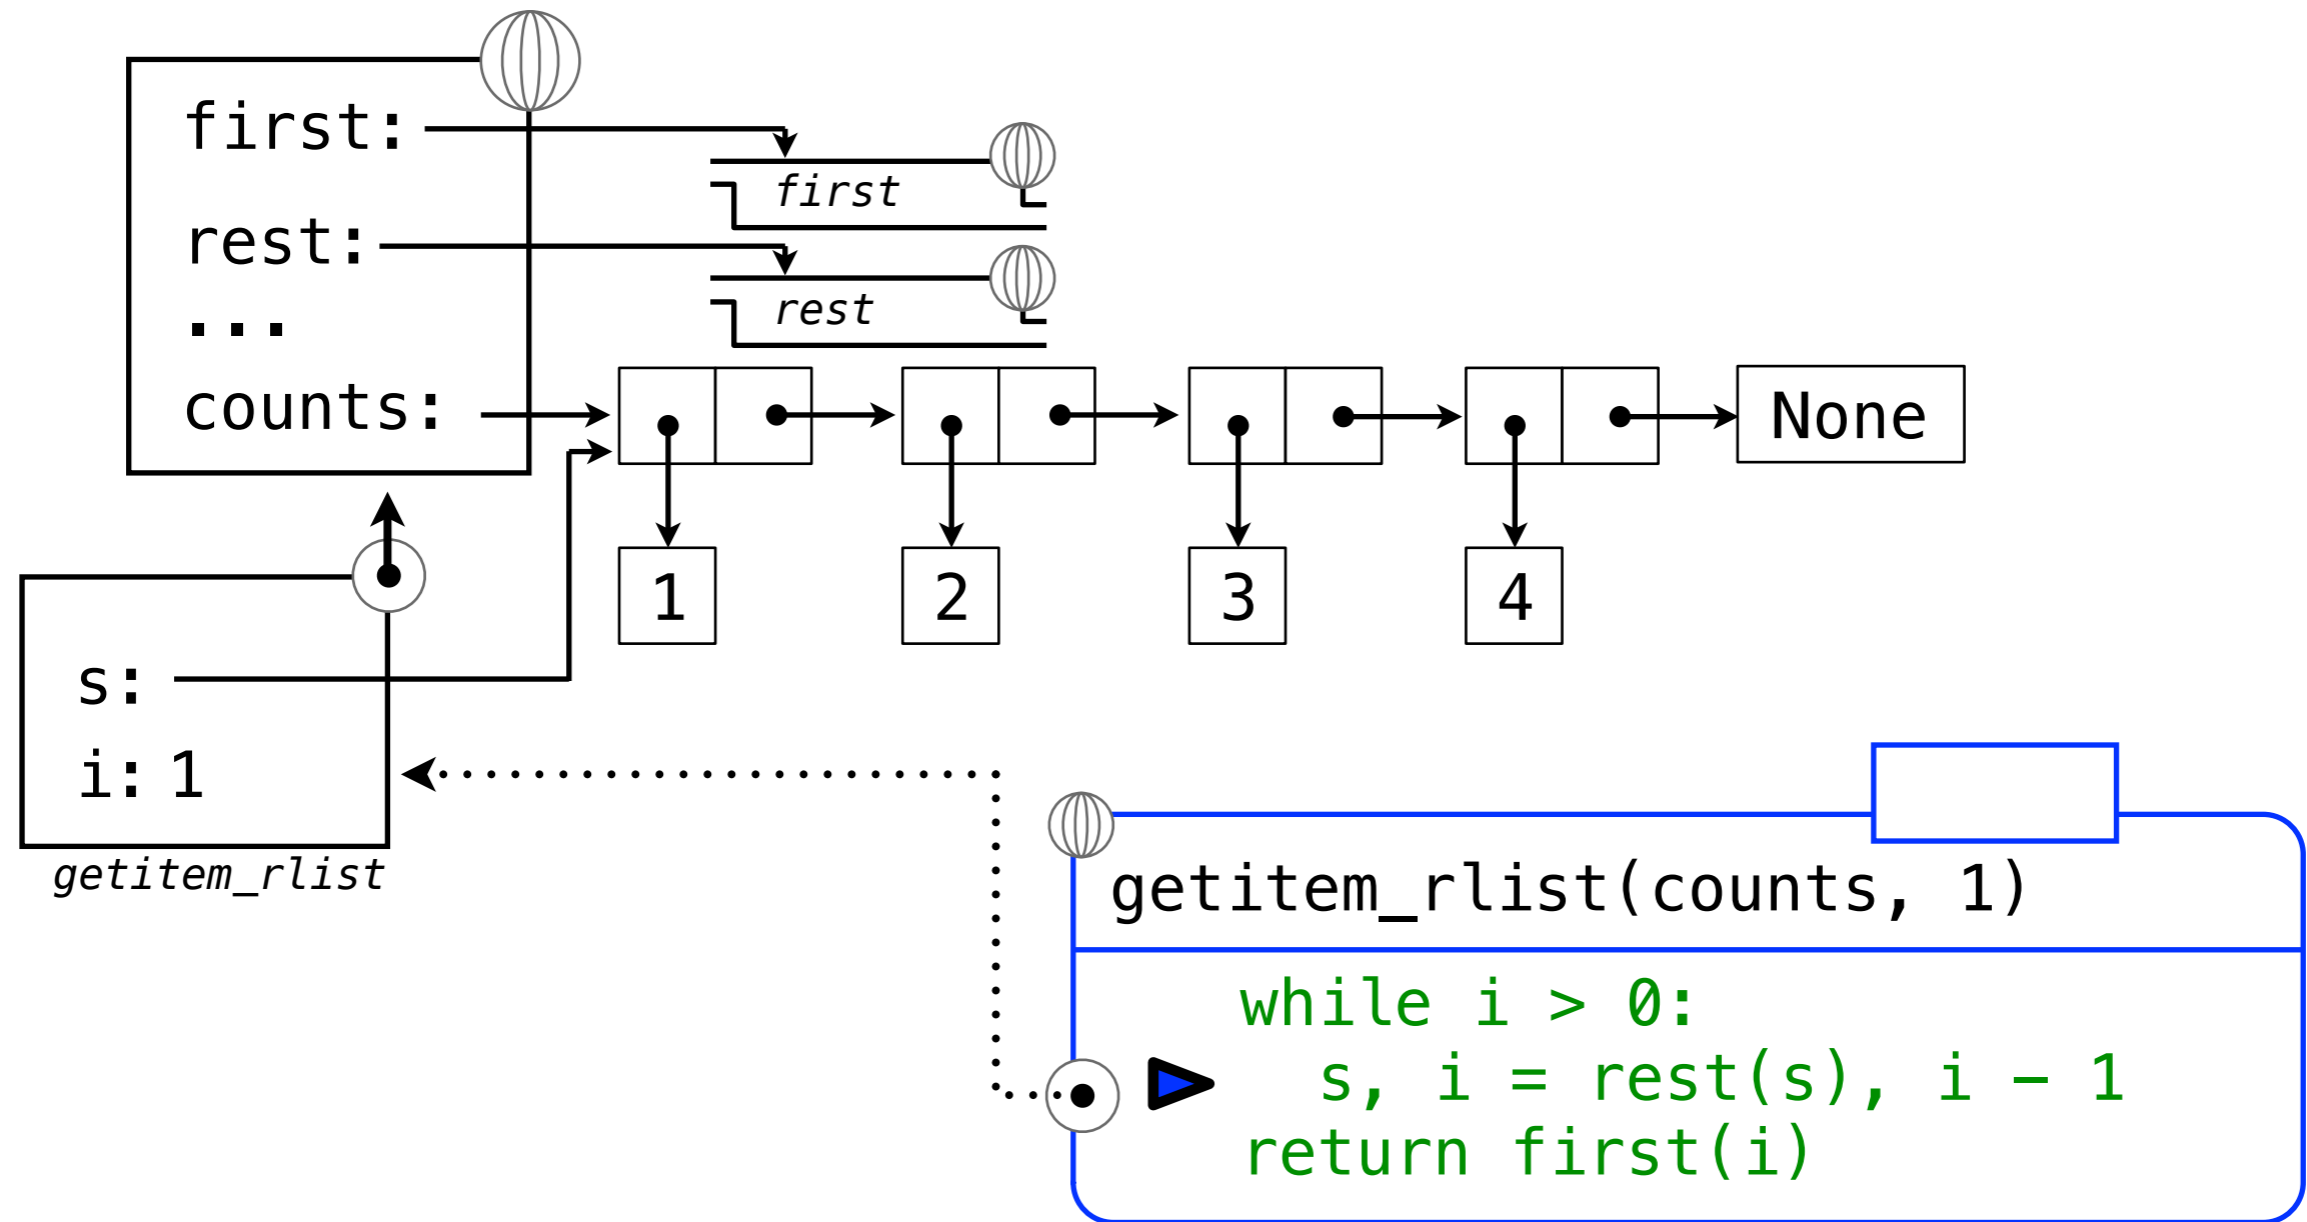 first:
first
rest:
rest
...
counts:
None
1 2 3 4
s:
i: 1
getitem_rlist
getitem_rlist(counts, 1)
while i > 0:
s, i = rest(s), i - 1
return first(i)